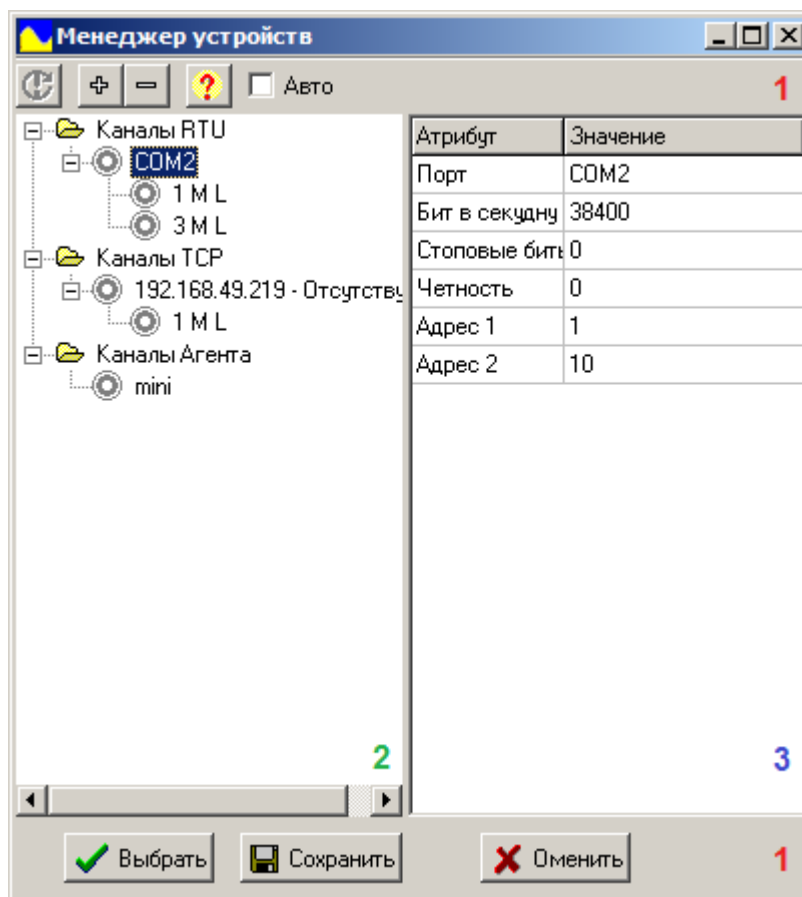 Менеджер устройств
Авто 1
Каналы RTU
COM2
1 M L
3 M L
Каналы TCP
192.168.49.219 - Отсутству
1 M L
Каналы Агента
mini
2
Атрибут Значение
Порт COM2
Бит в секудну 38400
Стоповые бить 0
Четность 0
Адрес 1 1
Адрес 2 10
3
Выбрать Сохранить Оменить 1